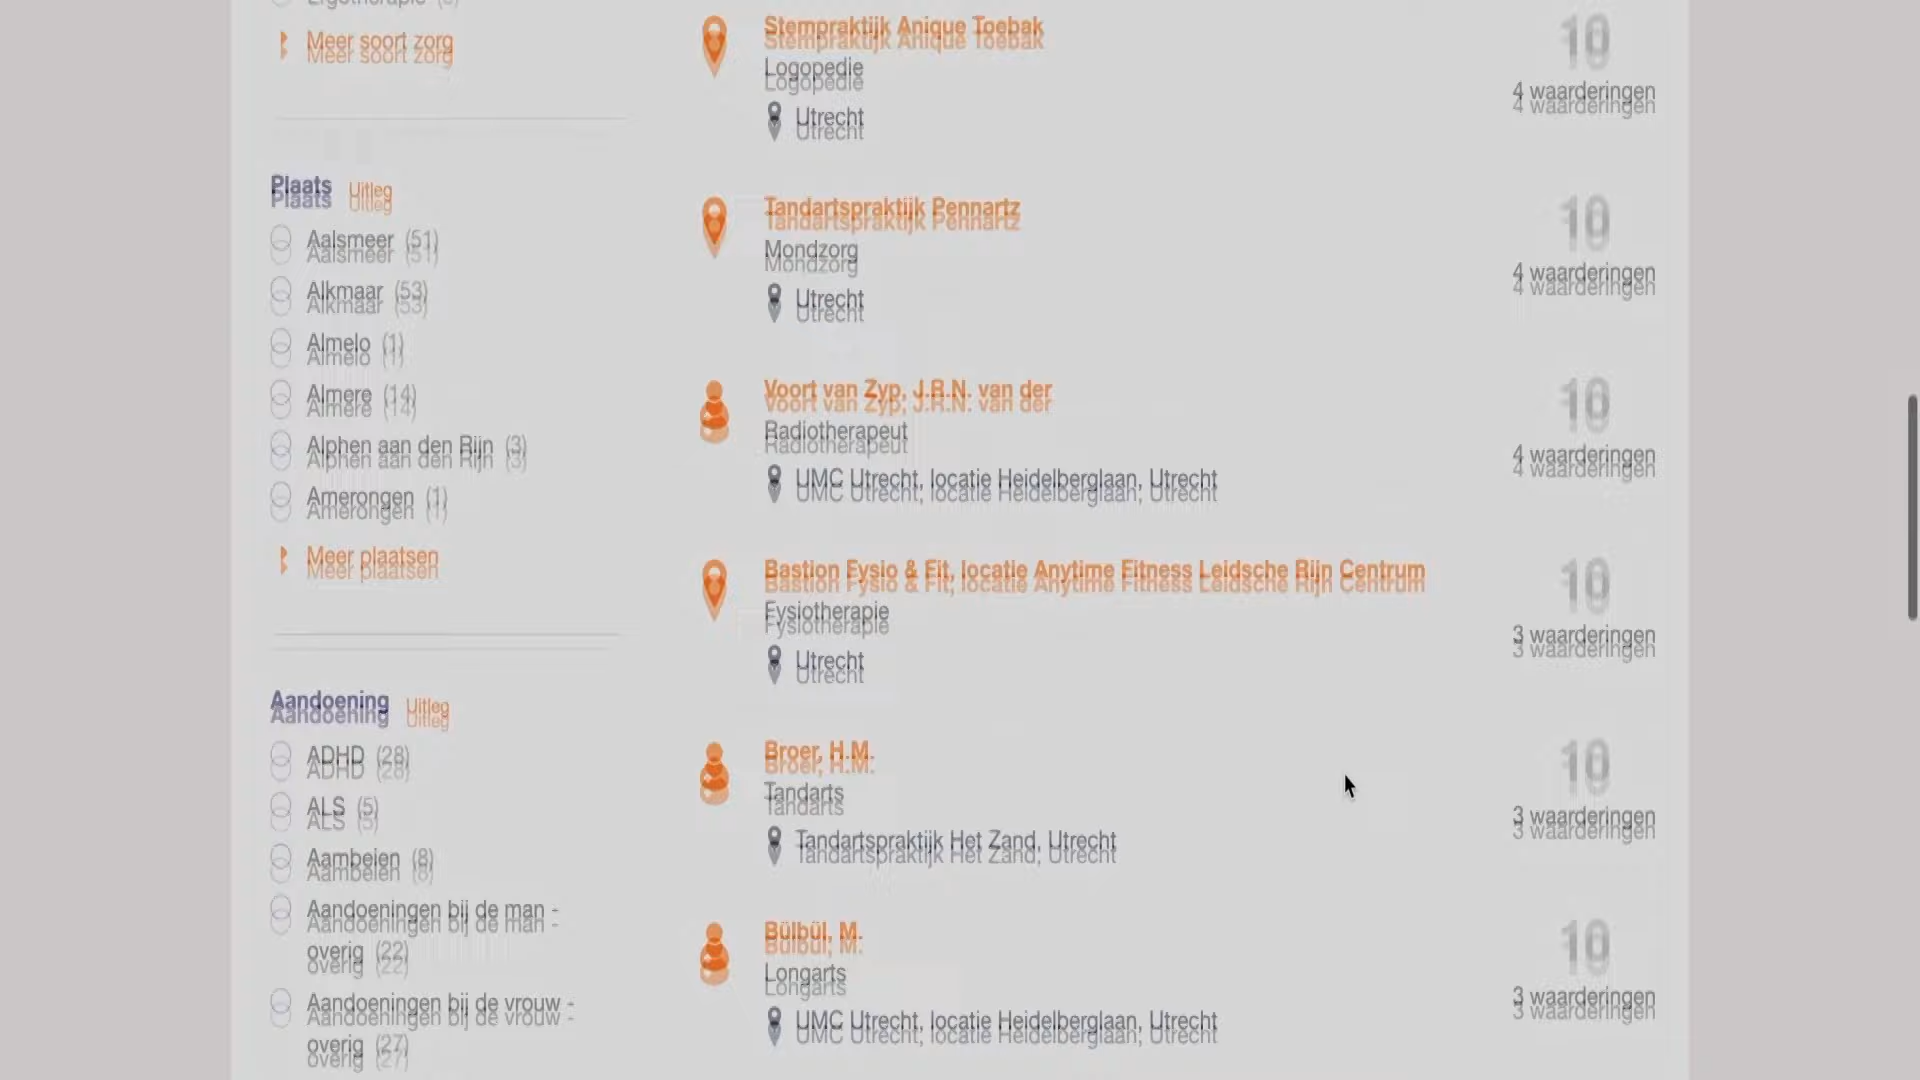 Meer soort zorg
Plaats Uitleg
Aalsmeer (51)
Alkmaar (53)
Almelo (1)
Almere (14)
Alphen aan den Rijn (3)
Amerongen (1)
Meer plaatsen
Aandoening Uitleg
ADHD (28)
ALS (5)
Aambeien (8)
Aandoeningen bij de man -
overig (22)
Aandoeningen bij de vrouw -
overig (27)
Stempraktijk Anique Toebak
Logopedie
Utrecht
10
4 waarderingen
Tandartspraktijk Pennartz
Mondzorg
Utrecht
10
4 waarderingen
Voort van Zyp, J.R.N. van der
Radiotherapeut
UMC Utrecht, locatie Heidelberglaan, Utrecht
10
4 waarderingen
Bastion Fysio & Fit, locatie Anytime Fitness Leidsche Rijn Centrum
Fysiotherapie
Utrecht
10
3 waarderingen
Broer, H.M.
Tandarts
Tandartspraktijk Het Zand, Utrecht
10
3 waarderingen
Bülbül, M.
Longarts
UMC Utrecht, locatie Heidelberglaan, Utrecht
10
3 waarderingen